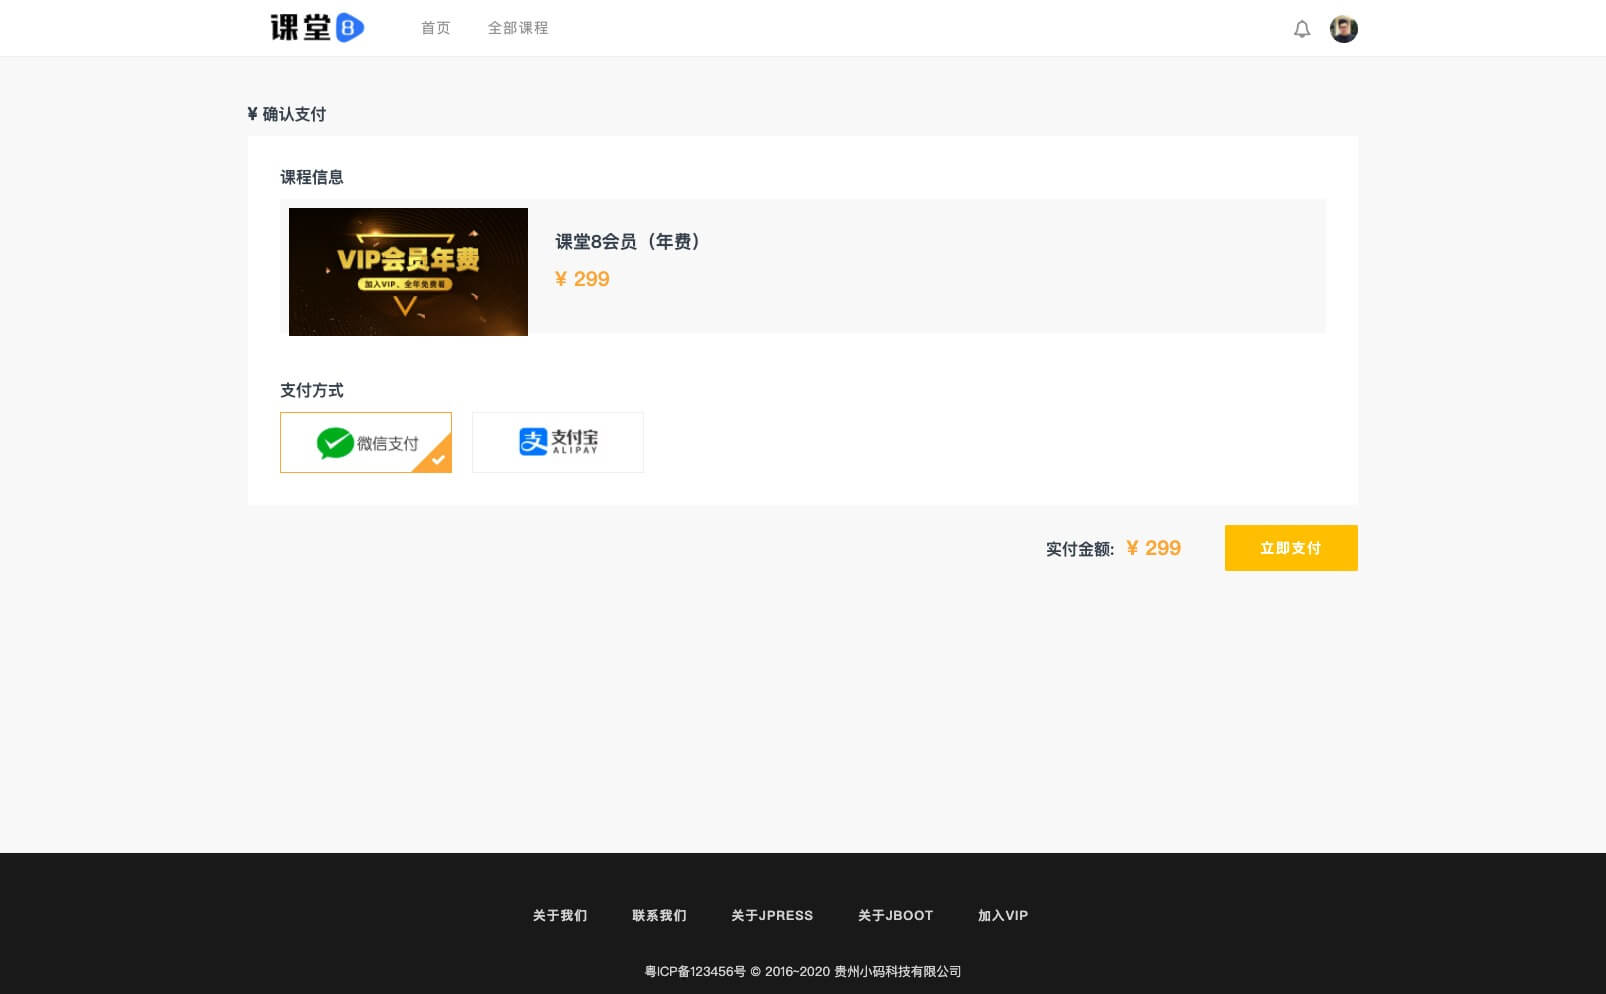 课堂8 首页 全部课程
¥ 确认支付
课程信息
VIP会员年费
加入VIP、全年免费看
课堂8会员（年费）
¥ 299
支付方式
微信支付
支付宝
ALIPAY
实付金额: ¥ 299 立即支付
关于我们 联系我们 关于JPRESS 关于JBOOT 加入VIP
粤ICP备123456号 © 2016~2020 贵州小码科技有限公司